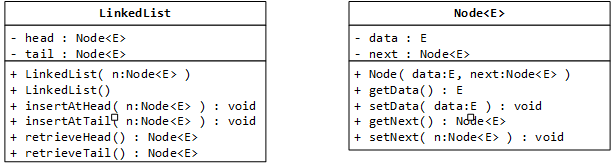 LinkedList
- head : Node<E>
- tail : Node<E>
+ LinkedList( n:Node<E> )
+ LinkedList()
+ insertAtHead( n:Node<E> ) : void
+ insertAtTail( n:Node<E> ) : void
+ retrieveHead() : Node<E>
+ retrieveTail() : Node<E>
Node<E>
- data : E
- next : Node<E>
+ Node( data:E, next:Node<E> )
+ getData() : E
+ setData( data:E ) : void
+ getNext() : Node<E>
+ setNext( n:Node<E> ) : void